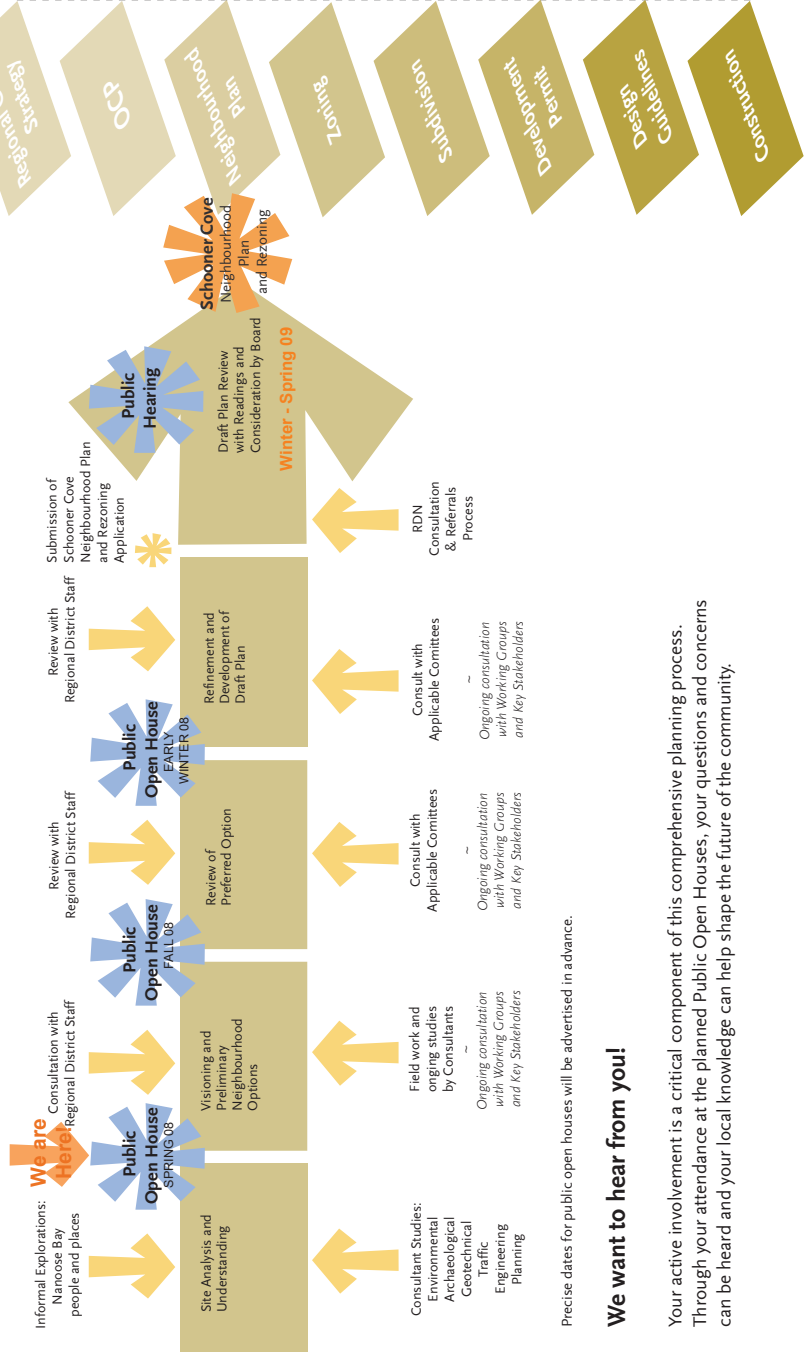 Informal Explorations:
Nanoose Bay
people and places
We are
Here!
Consultation with
Regional District Staff
Review with
Regional District Staff
Review with
Regional District Staff
Submission of
Schooner Cove
Neighbourhood Plan
and Rezoning
Application
Public
Open House
SPRING 08
Public
Open House
FALL 08
Public
Open House
EARLY
WINTER 08
Public
Hearing
Site Analysis and
Understanding
Visioning and
Preliminary
Neighbourhood
Options
Review of
Preferred Option
Refinement and
Development of
Draft Plan
Draft Plan Review
with Readings and
Consideration by Board
Winter - Spring 09
Schooner Cove
Neighbourhood
Plan
and Rezoning
Consultant Studies:
Environmental
Archaeological
Geotechnical
Traffic
Engineering
Planning
Field work and
onging studies
by Consultants
~
Ongoing consultation
with Working Groups
and Key Stakeholders
Consult with
Applicable Comittees
~
Ongoing consultation
with Working Groups
and Key Stakeholders
Consult with
Applicable Comittees
~
Ongoing consultation
with Working Groups
and Key Stakeholders
RDN
Consultation
& Referrals
Process
Regional
Strategy
OCP
Neighbourhood
Plan
Zoning
Subdivision
Development
Permit
Design
Guidelines
Construction
Precise dates for public open houses will be advertised in advance.
We want to hear from you!
Your active involvement is a critical component of this comprehensive planning process.
Through your attendance at the planned Public Open Houses, your questions and concerns
can be heard and your local knowledge can help shape the future of the community.